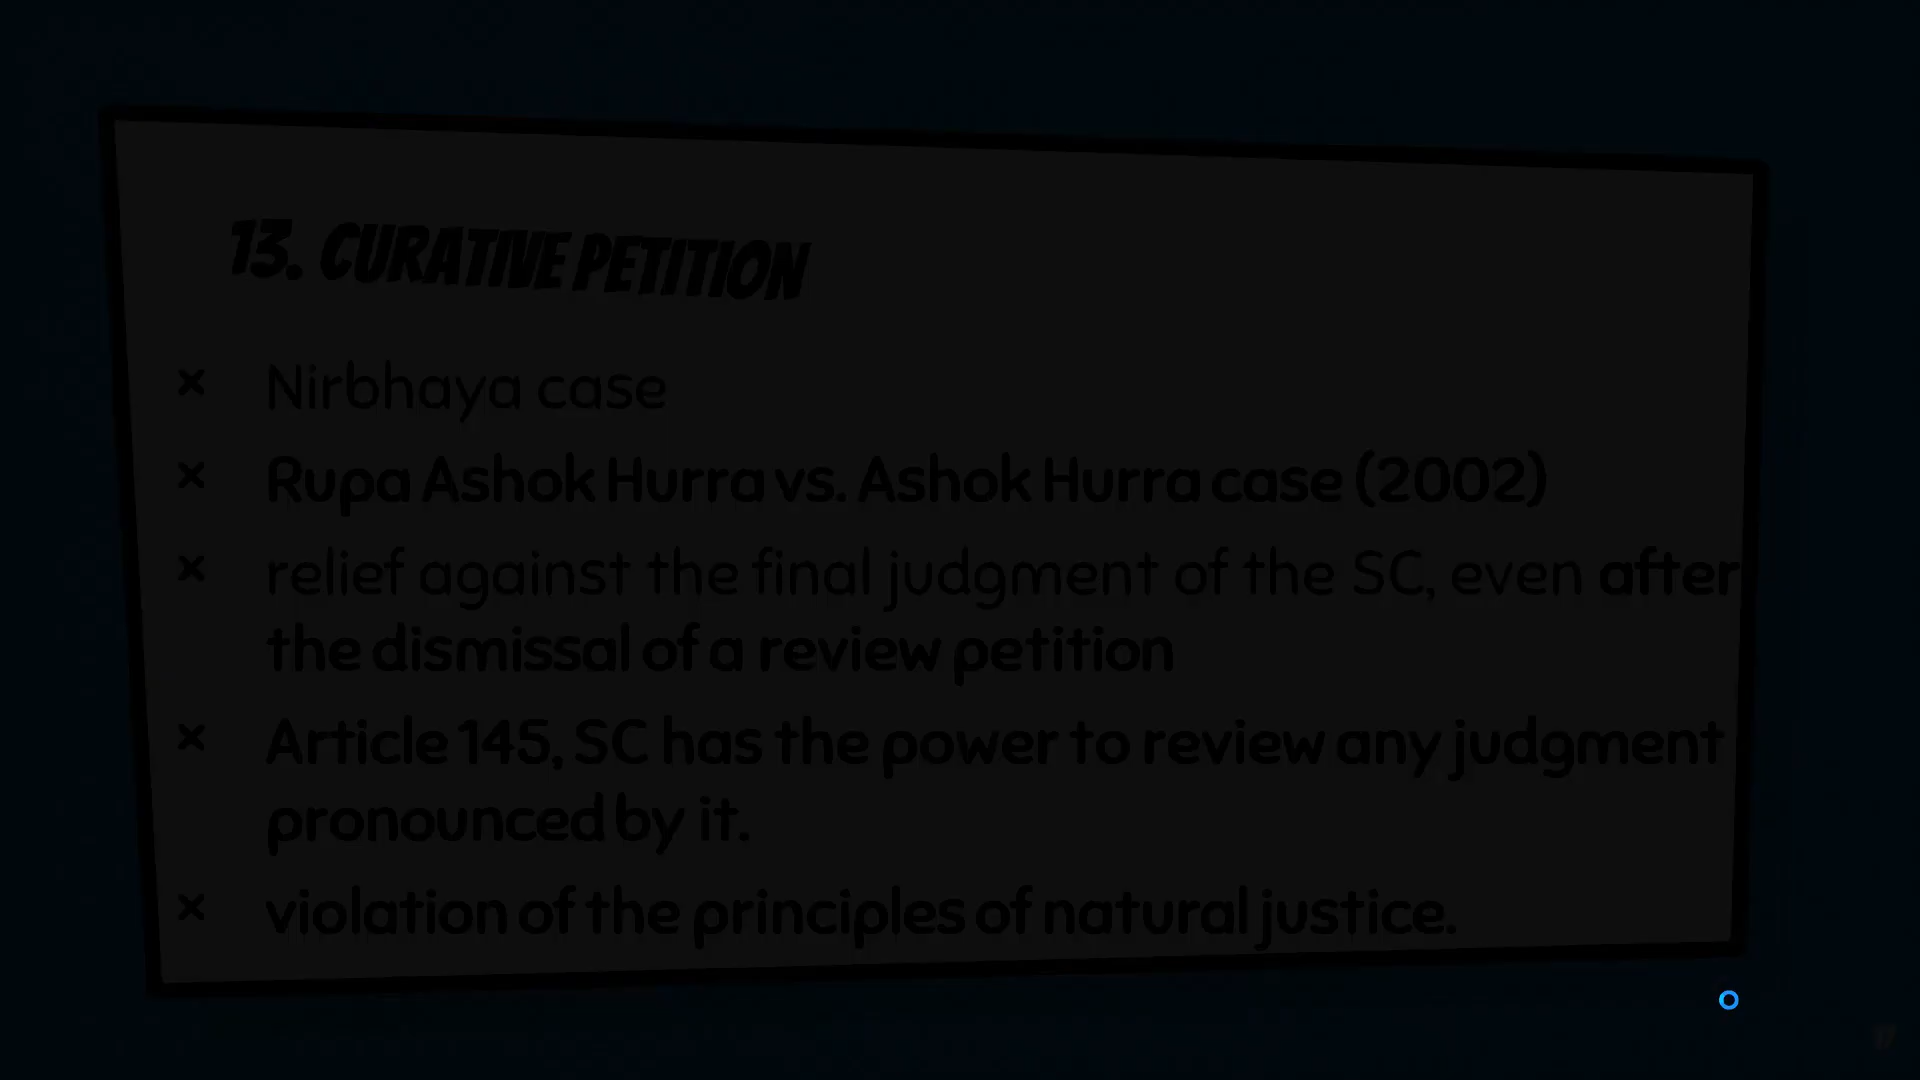 13. CURATIVE PETITION
× Nirbhaya case
× Rupa Ashok Hurra vs. Ashok Hurra case (2002)
× relief against the final judgment of the SC, even after
the dismissal of a review petition
× Article 145, SC has the power to review any judgment
pronounced by it.
× violation of the principles of natural justice.